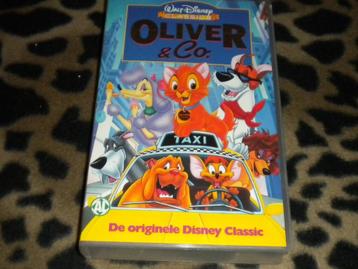 Walt Disney
CLASSICS
OLIVER
& Co.
TAXI
AL
De originele Disney Classic